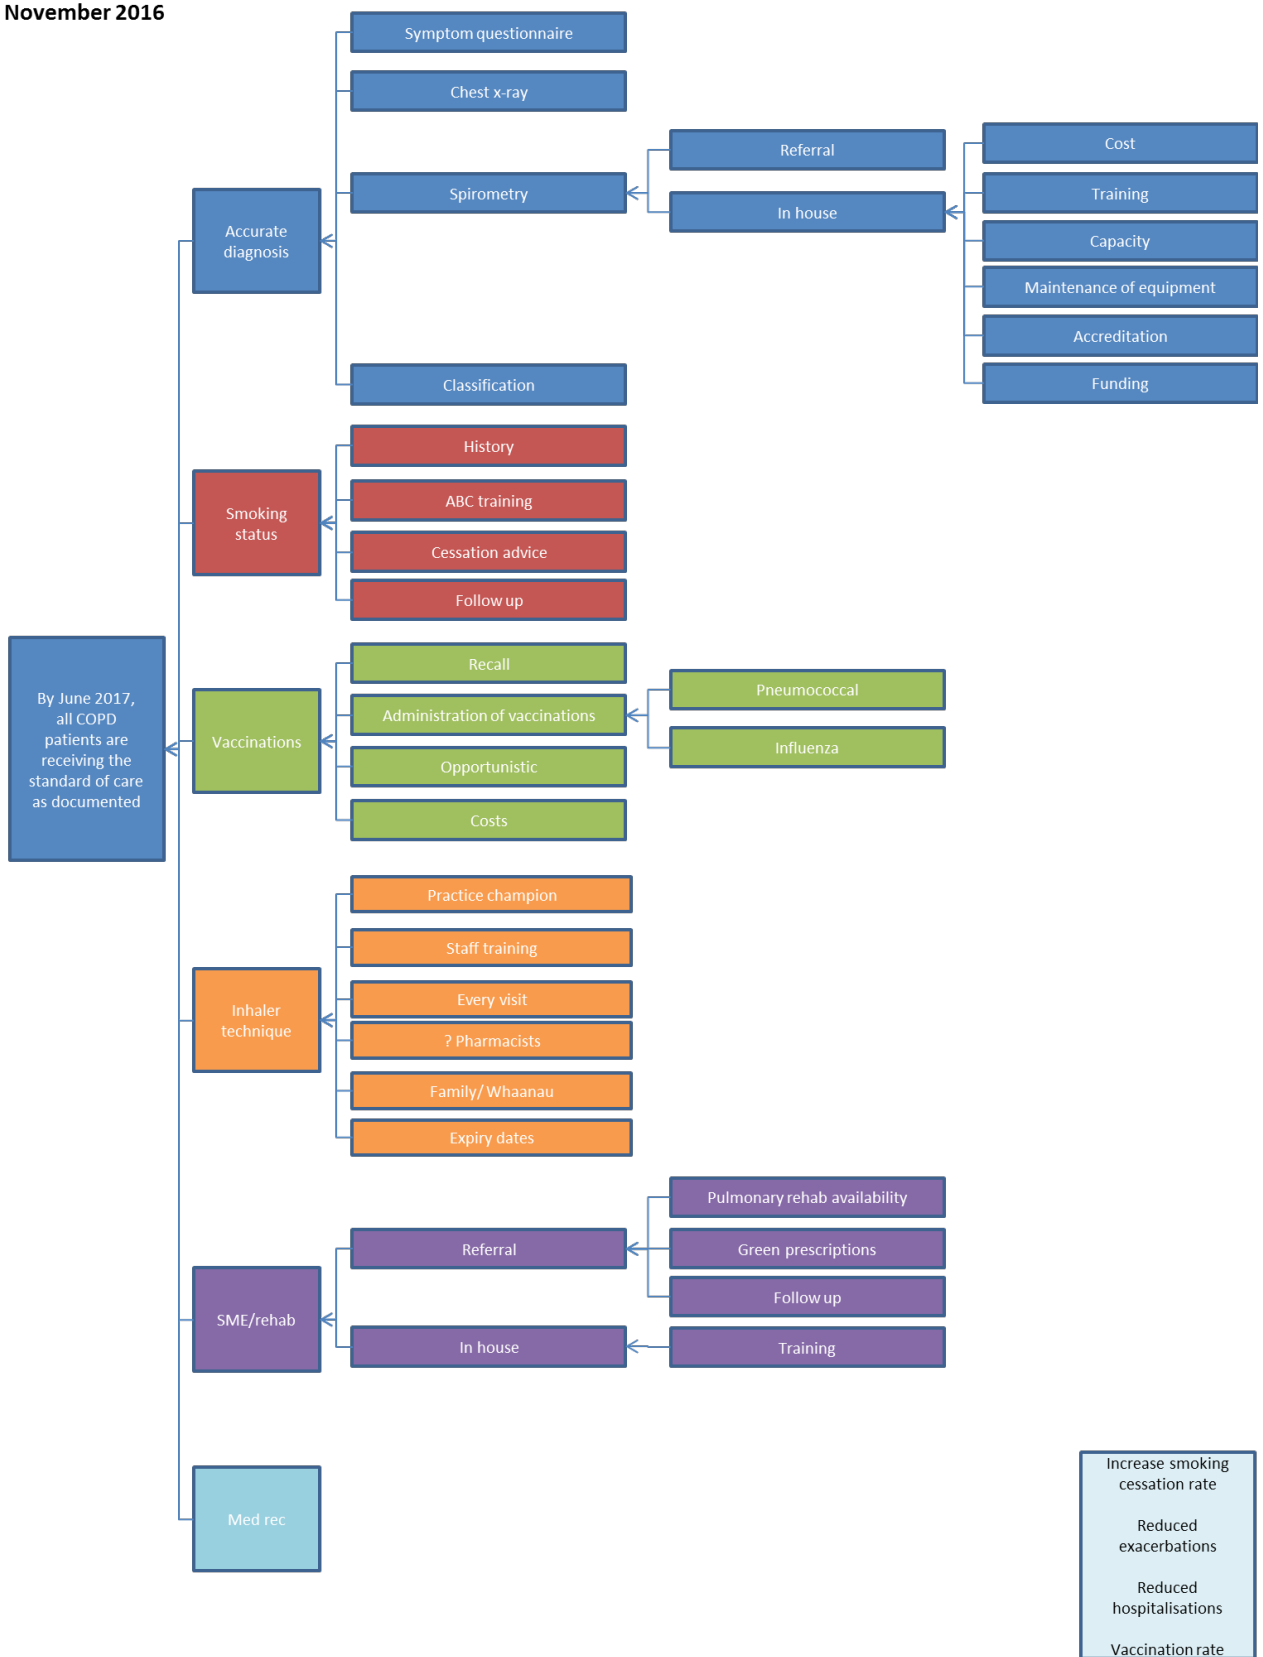 November 2016
Symptom questionnaire
Chest x-ray
Spirometry
Referral
In house
Cost
Training
Capacity
Maintenance of equipment
Accreditation
Funding
Accurate
diagnosis
Classification
History
ABC training
Cessation advice
Follow up
Smoking
status
By June 2017,
all COPD
patients are
receiving the
standard of care
as documented
Vaccinations
Recall
Administration of vaccinations
Opportunistic
Costs
Pneumococcal
Influenza
Inhaler
technique
Practice champion
Staff training
Every visit
? Pharmacists
Family/ Whaanau
Expiry dates
SME/rehab
Referral
In house
Pulmonary rehab availability
Green prescriptions
Follow up
Training
Med rec
Increase smoking
cessation rate
Reduced
exacerbations
Reduced
hospitalisations
Vaccination rate